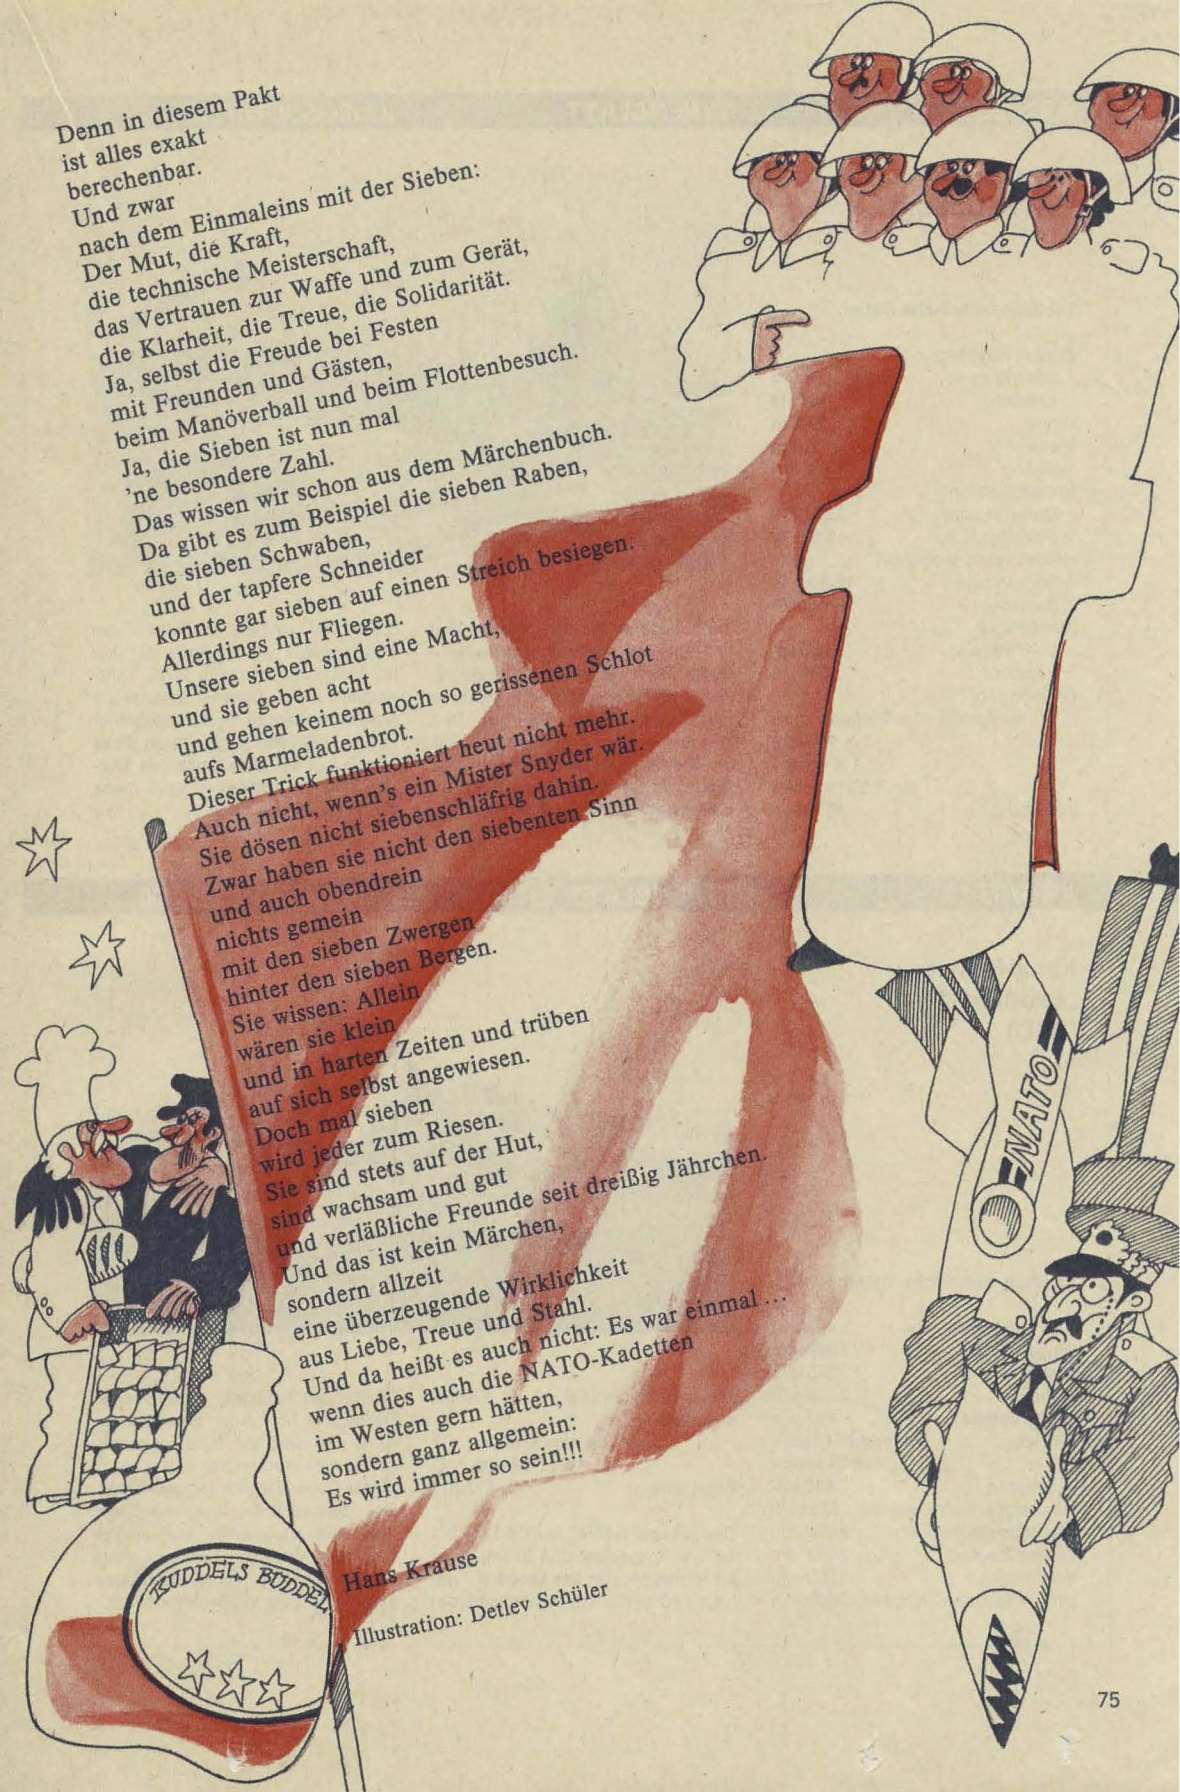 Denn in diesem Pakt
ist alles exakt
berechenbar.
Und zwar
nach dem Einmaleins mit der Sieben:
Der Mut, die Kraft,
die technische Meisterschaft,
das Vertrauen zur Waffe und zum Gerät,
die Klarheit, die Treue, die Solidarität.
Ja, selbst die Freude bei Festen
mit Freunden und Gästen,
beim Manöverball und beim Flottenbesuch.
Ja, die Sieben ist nun mal
'ne besondere Zahl.
Das wissen wir schon aus dem Märchenbuch.
Da gibt es zum Beispiel die sieben Raben,
die sieben Schwaben,
und der tapfere Schneider
konnte gar sieben auf einen Streich besiegen.
Allerdings nur Fliegen.
Unsere sieben sind eine Macht,
und sie geben acht
und gehen keinem noch so gerissenen Schlot
aufs Marmeladenbrot.
Dieser Trick funktioniert heut nicht mehr.
Auch nicht, wenn's ein Mister Snyder wär.
Sie dösen nicht siebenschläfrig dahin.
Zwar haben sie nicht den siebenten Sinn
und auch obendrein
nichts gemein
mit den sieben Zwergen
hinter den sieben Bergen.
Sie wissen: Allein
wären sie klein
und in harten Zeiten und trüben
auf sich selbst angewiesen.
Doch mal sieben
wird jeder zum Riesen.
Sie sind stets auf der Hut,
sind wachsam und gut
und verläßliche Freunde seit dreißig Jährchen.
Und das ist kein Märchen,
sondern allzeit
eine überzeugende Wirklichkeit
aus Liebe, Treue und Stahl.
Und da heißt es auch nicht: Es war einmal ...
wenn dies auch die NATO-Kadetten
im Westen gern hätten,
sondern ganz allgemein:
Es wird immer so sein!!!
Hans Krause
Illustration: Detlev Schüler
NATO
BUDDELS BUDDEL
75